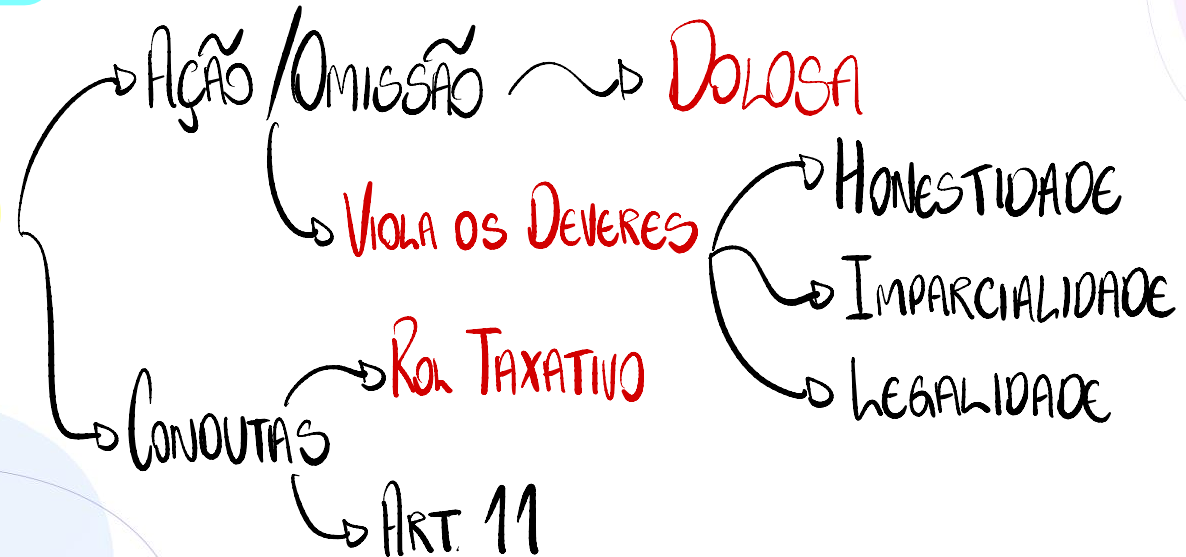 AÇÃO / OMISSÃO → DOLOSA
VIOLA OS DEVERES
HONESTIDADE
IMPARCIALIDADE
LEGALIDADE
CONDUTAS
ROL TAXATIVO
ART. 11